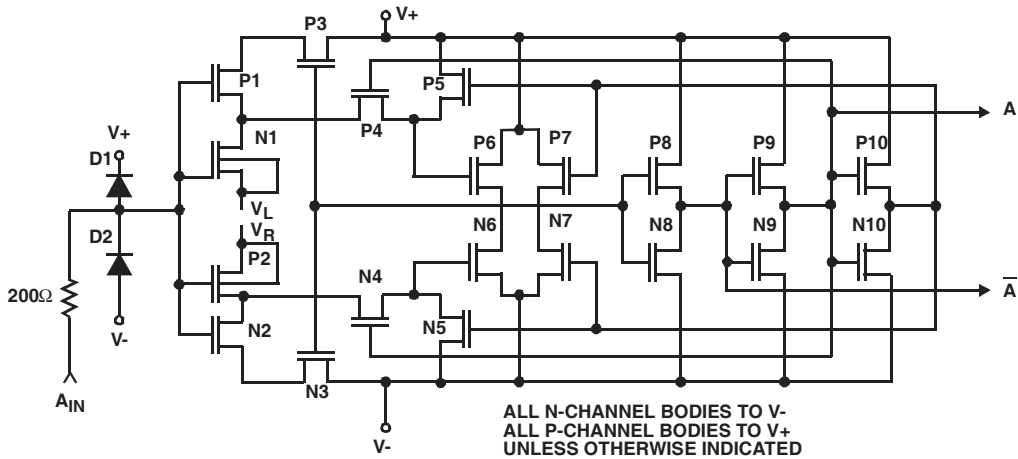 P3
V+
P1
P5
A
N1
P4
P6
P7
P8
P9
P10
V+
D1
V_L
V_R
N6
N7
N8
N9
N10
D2
P2
N4
A̅
200Ω
N2
N5
V-
N3
A_IN
V-
ALL N-CHANNEL BODIES TO V-
ALL P-CHANNEL BODIES TO V+
UNLESS OTHERWISE INDICATED